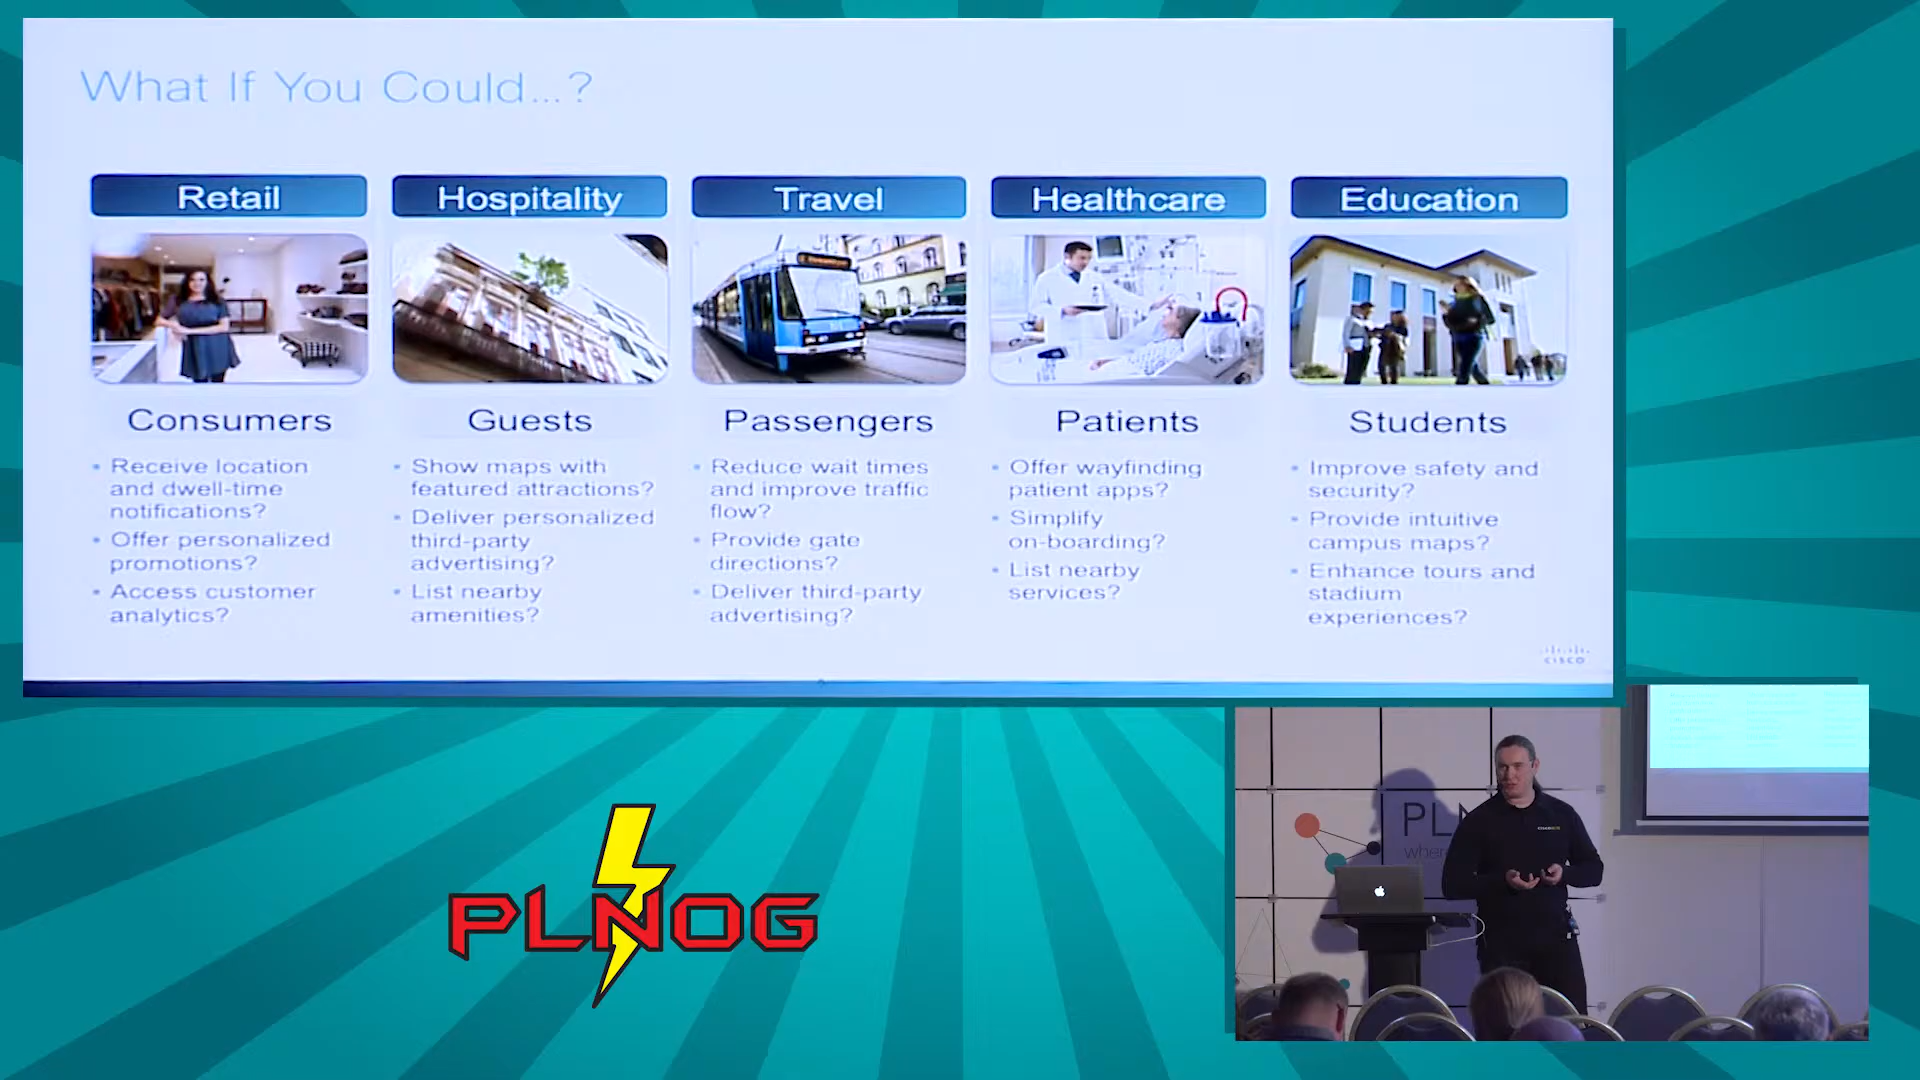 What If You Could...?
Retail
Hospitality
Travel
Healthcare
Education
Consumers
Guests
Passengers
Patients
Students
• Receive location
and dwell-time
notifications?
• Offer personalized
promotions?
• Access customer
analytics?
• Show maps with
featured attractions?
• Deliver personalized
third-party
advertising?
• List nearby
amenities?
• Reduce wait times
and improve traffic
flow?
• Provide gate
directions?
• Deliver third-party
advertising?
• Offer wayfinding
patient apps?
• Simplify
on-boarding?
• List nearby
services?
• Improve safety and
security?
• Provide intuitive
campus maps?
• Enhance tours and
stadium
experiences?
CISCO
PLNOG
PLN
wher